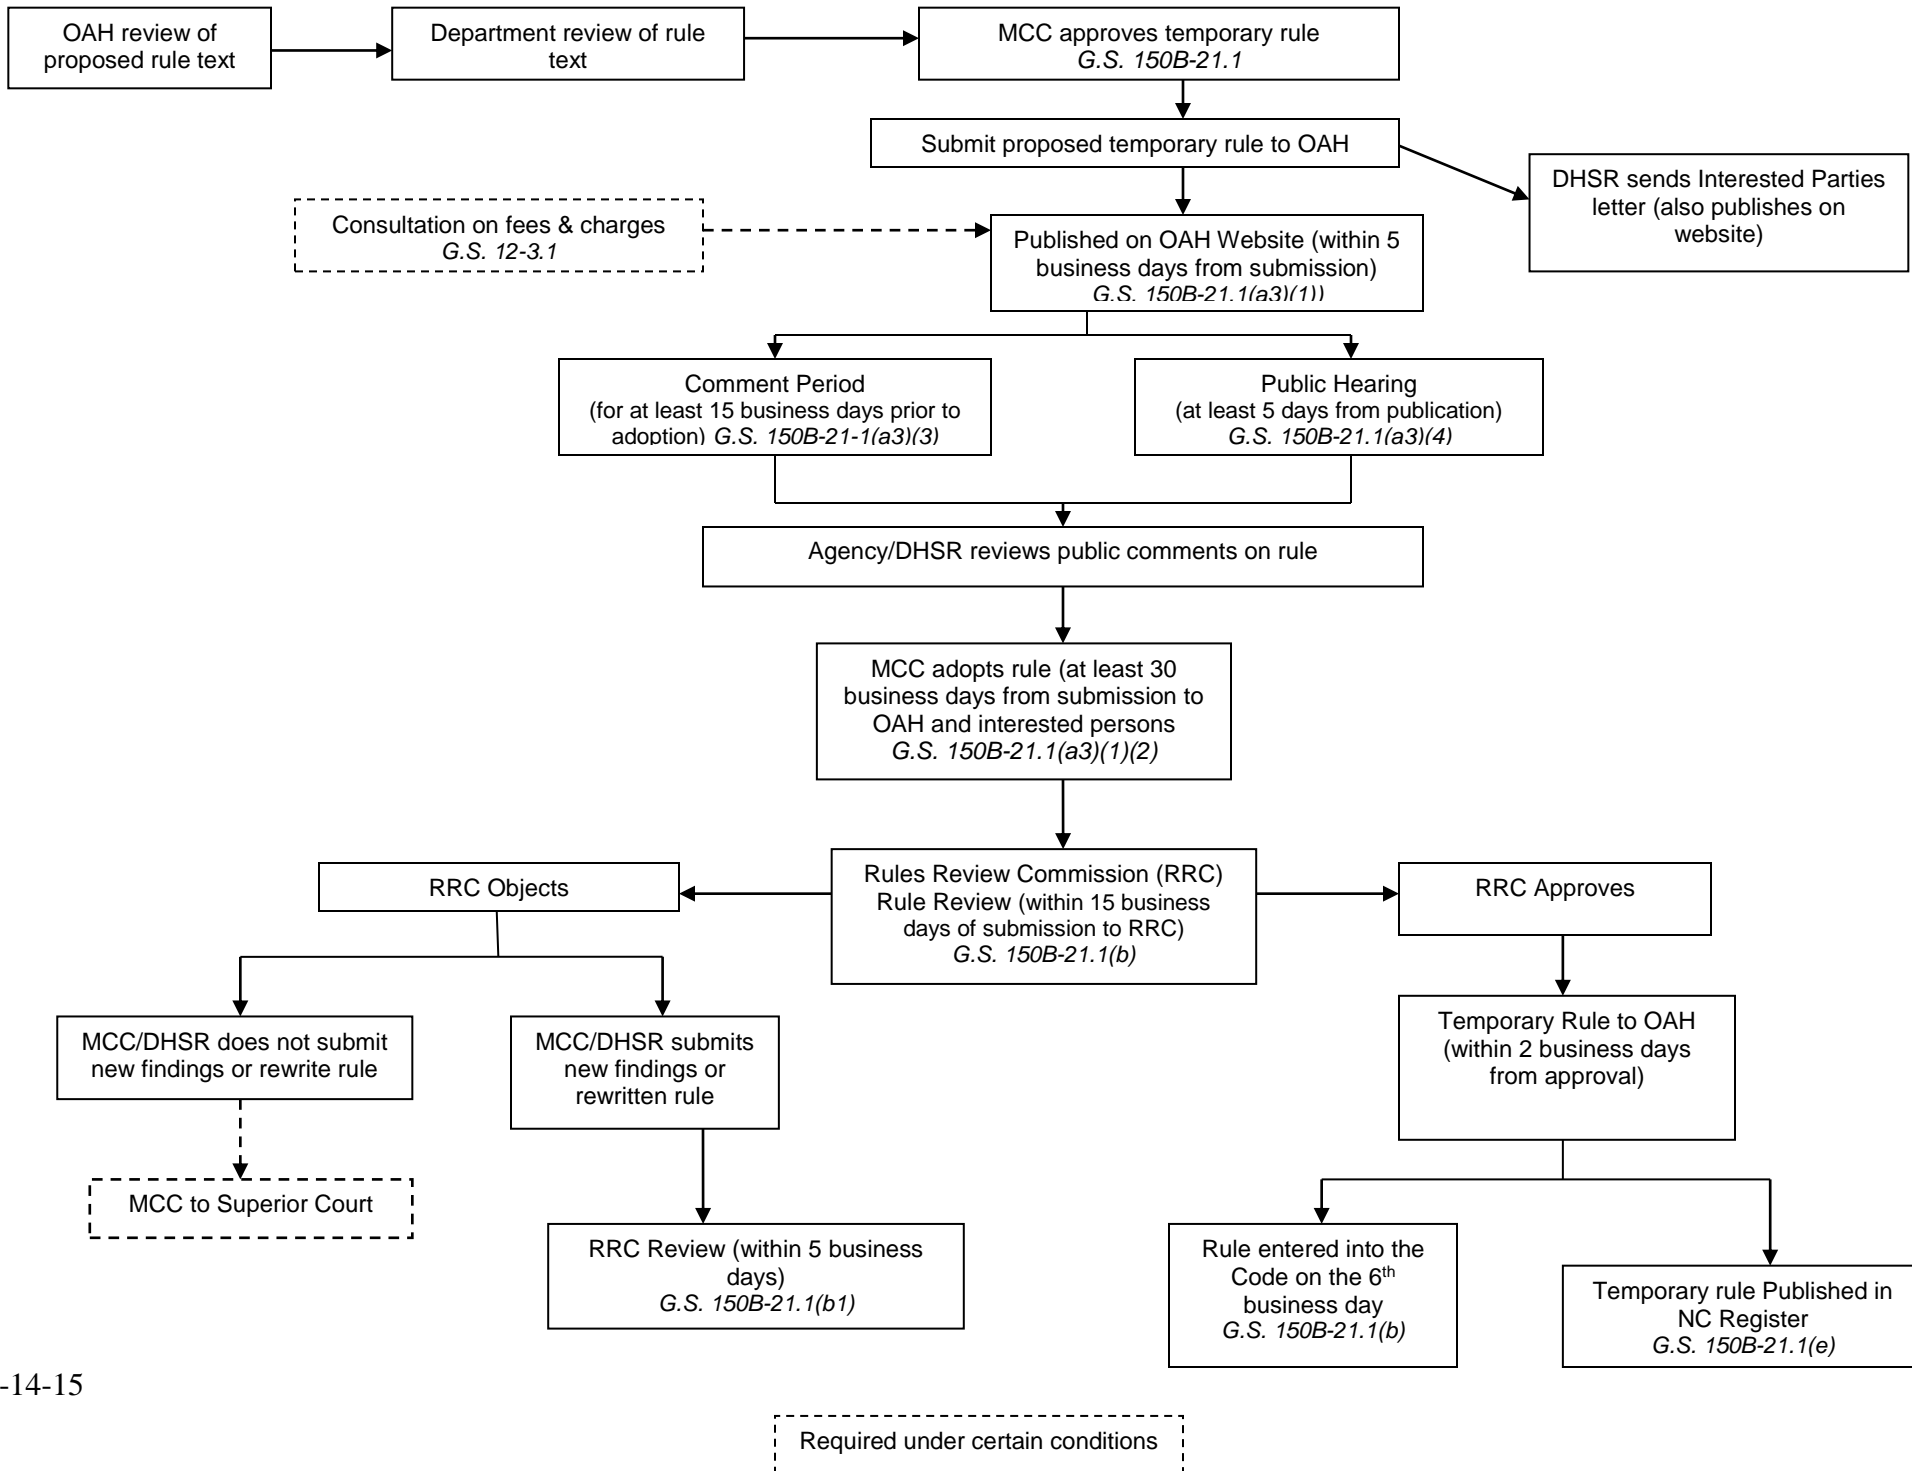 OAH review of
proposed rule text
Department review of rule
text
MCC approves temporary rule
G.S. 150B-21.1
Submit proposed temporary rule to OAH
DHSR sends Interested Parties
letter (also publishes on
website)
Consultation on fees & charges
G.S. 12-3.1
Published on OAH Website (within 5
business days from submission)
G.S. 150B-21.1(a3)(1))
Comment Period
(for at least 15 business days prior to
adoption) G.S. 150B-21-1(a3)(3)
Public Hearing
(at least 5 days from publication)
G.S. 150B-21.1(a3)(4)
Agency/DHSR reviews public comments on rule
MCC adopts rule (at least 30
business days from submission to
OAH and interested persons
G.S. 150B-21.1(a3)(1)(2)
RRC Objects
Rules Review Commission (RRC)
Rule Review (within 15 business
days of submission to RRC)
G.S. 150B-21.1(b)
RRC Approves
MCC/DHSR does not submit
new findings or rewrite rule
MCC/DHSR submits
new findings or
rewritten rule
Temporary Rule to OAH
(within 2 business days
from approval)
MCC to Superior Court
RRC Review (within 5 business
days)
G.S. 150B-21.1(b1)
Rule entered into the
Code on the 6th
business day
G.S. 150B-21.1(b)
Temporary rule Published in
NC Register
G.S. 150B-21.1(e)
-14-15
Required under certain conditions